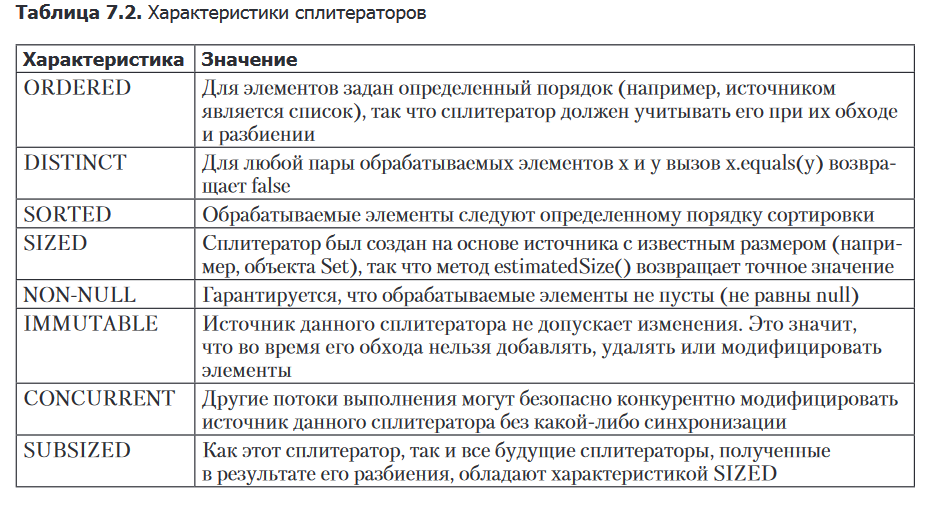 Таблица 7.2. Характеристики сплитераторов
Характеристика Значение
ORDERED Для элементов задан определенный порядок (например, источником
является список), так что сплитератор должен учитывать его при их обходе
и разбиении
DISTINCT Для любой пары обрабатываемых элементов x и y вызов x.equals(y) возвра-
щает false
SORTED Обрабатываемые элементы следуют определенному порядку сортировки
SIZED Сплитератор был создан на основе источника с известным размером (напри-
мер, объекта Set), так что метод estimatedSize() возвращает точное значение
NON-NULL Гарантируется, что обрабатываемые элементы не пусты (не равны null)
IMMUTABLE Источник данного сплитератора не допускает изменения. Это значит,
что во время его обхода нельзя добавлять, удалять или модифицировать
элементы
CONCURRENT Другие потоки выполнения могут безопасно конкурентно модифицировать
источник данного сплитератора без какой-либо синхронизации
SUBSIZED Как этот сплитератор, так и все будущие сплитераторы, полученные
в результате его разбиения, обладают характеристикой SIZED